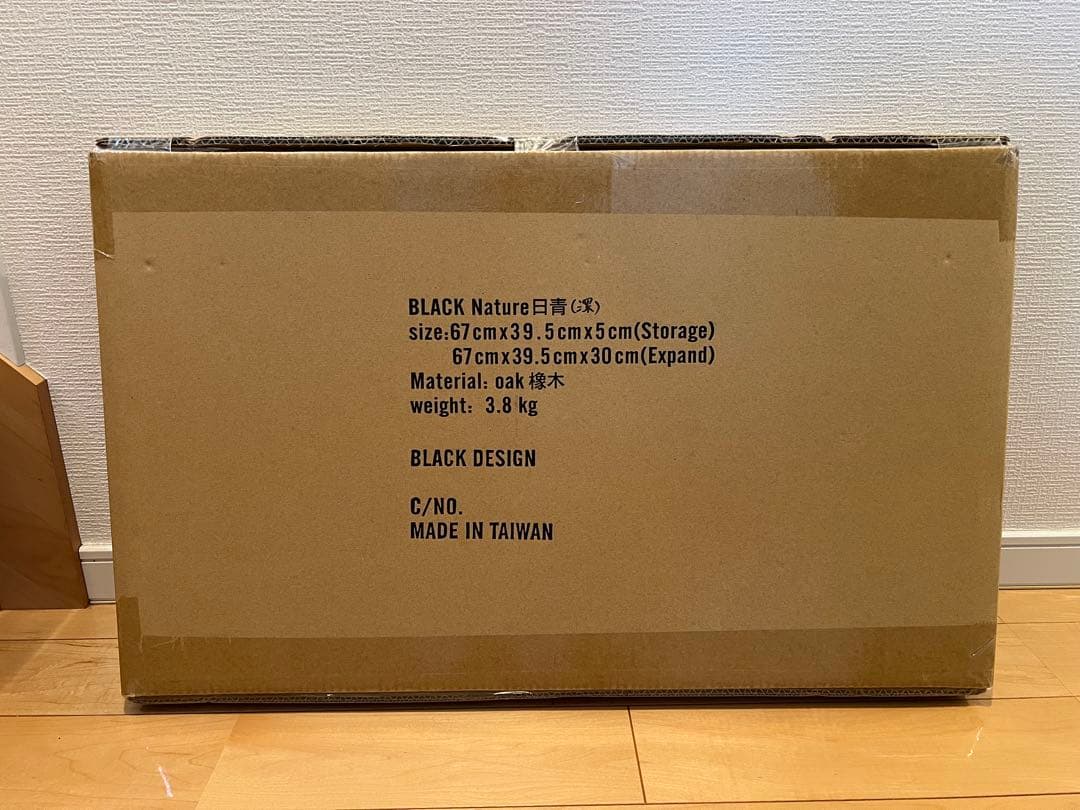 BLACK Nature日青(澤)
size:67cmx39.5cmx5cm(Storage)
67cmx39.5cmx30cm(Expand)
Material: oak 橡木
weight: 3.8 kg
BLACK DESIGN
C/NO.
MADE IN TAIWAN